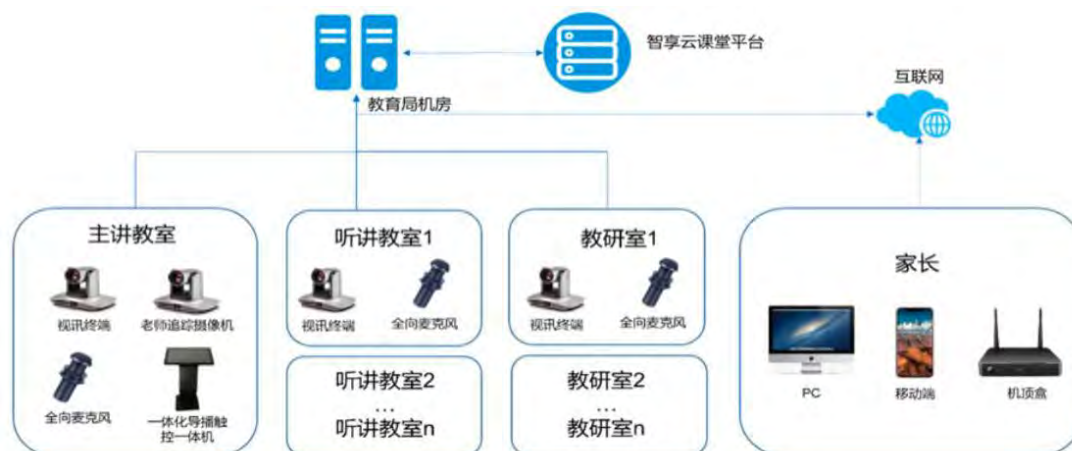 智享云课堂平台
互联网
教育局机房
主讲教室
视讯终端
老师追踪摄像机
全向麦克风
一体化导播触
控一体机
听讲教室1
视讯终端
全向麦克风
听讲教室2
...
听讲教室n
教研室1
视讯终端
全向麦克风
教研室2
...
教研室n
家长
PC
移动端
机顶盒